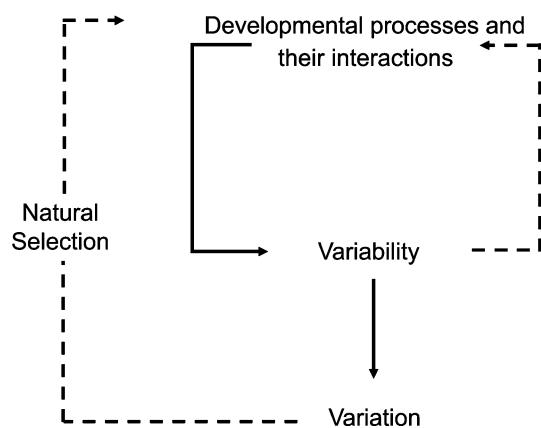 Developmental processes and
their interactions
Natural
Selection
Variability
Variation